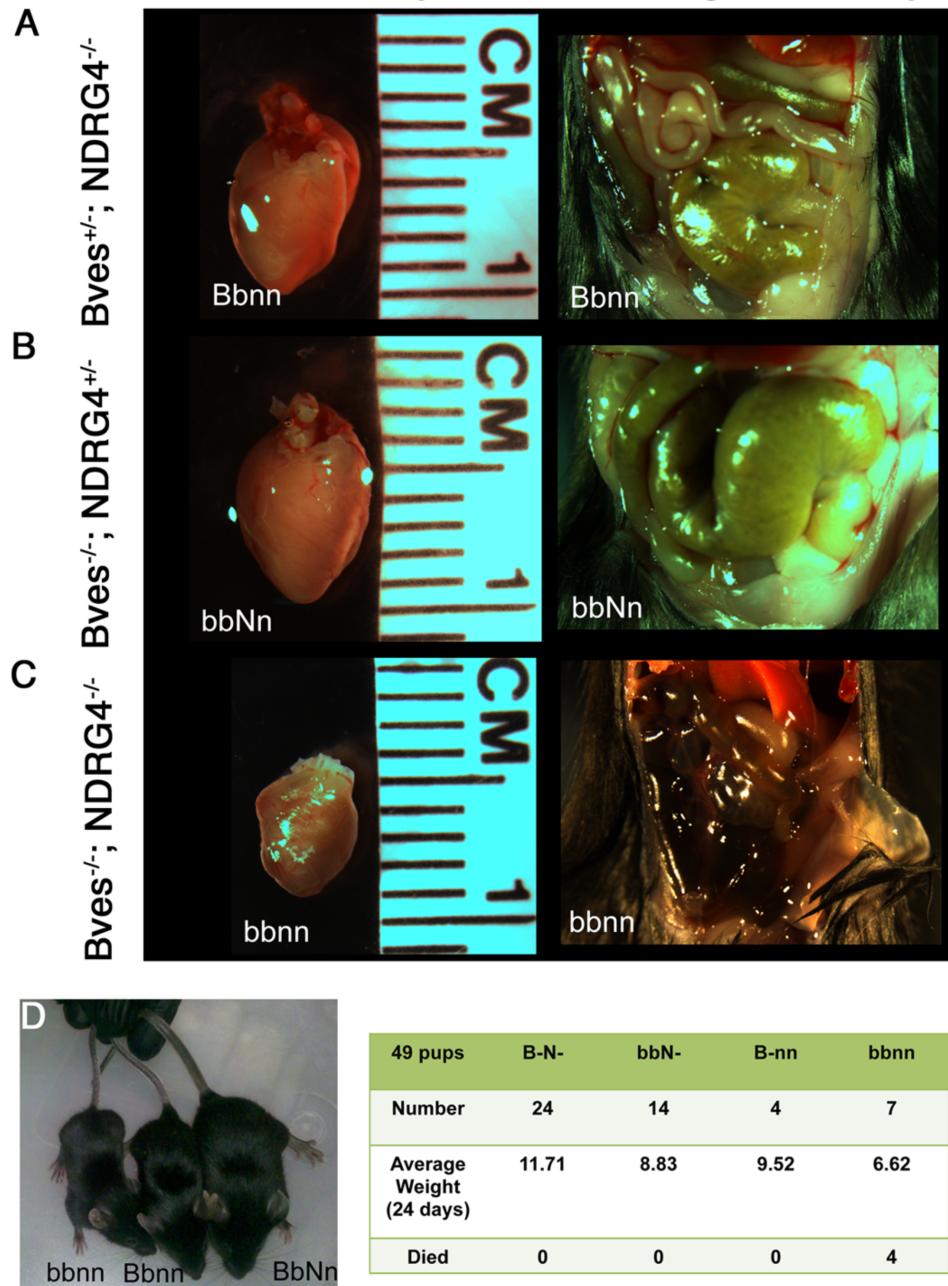 A
Bves+/-; NDRG4-/-
CM
1
Bbnn
Bbnn
B
Bves-/-; NDRG4+/-
CM
1
bbNn
bbNn
C
Bves-/-; NDRG4-/-
CM
1
bbnn
bbnn
D
bbnn Bbnn BbNn
49 pups B-N- bbN- B-nn bbnn
Number 24 14 4 7
Average Weight (24 days) 11.71 8.83 9.52 6.62
Died 0 0 0 4